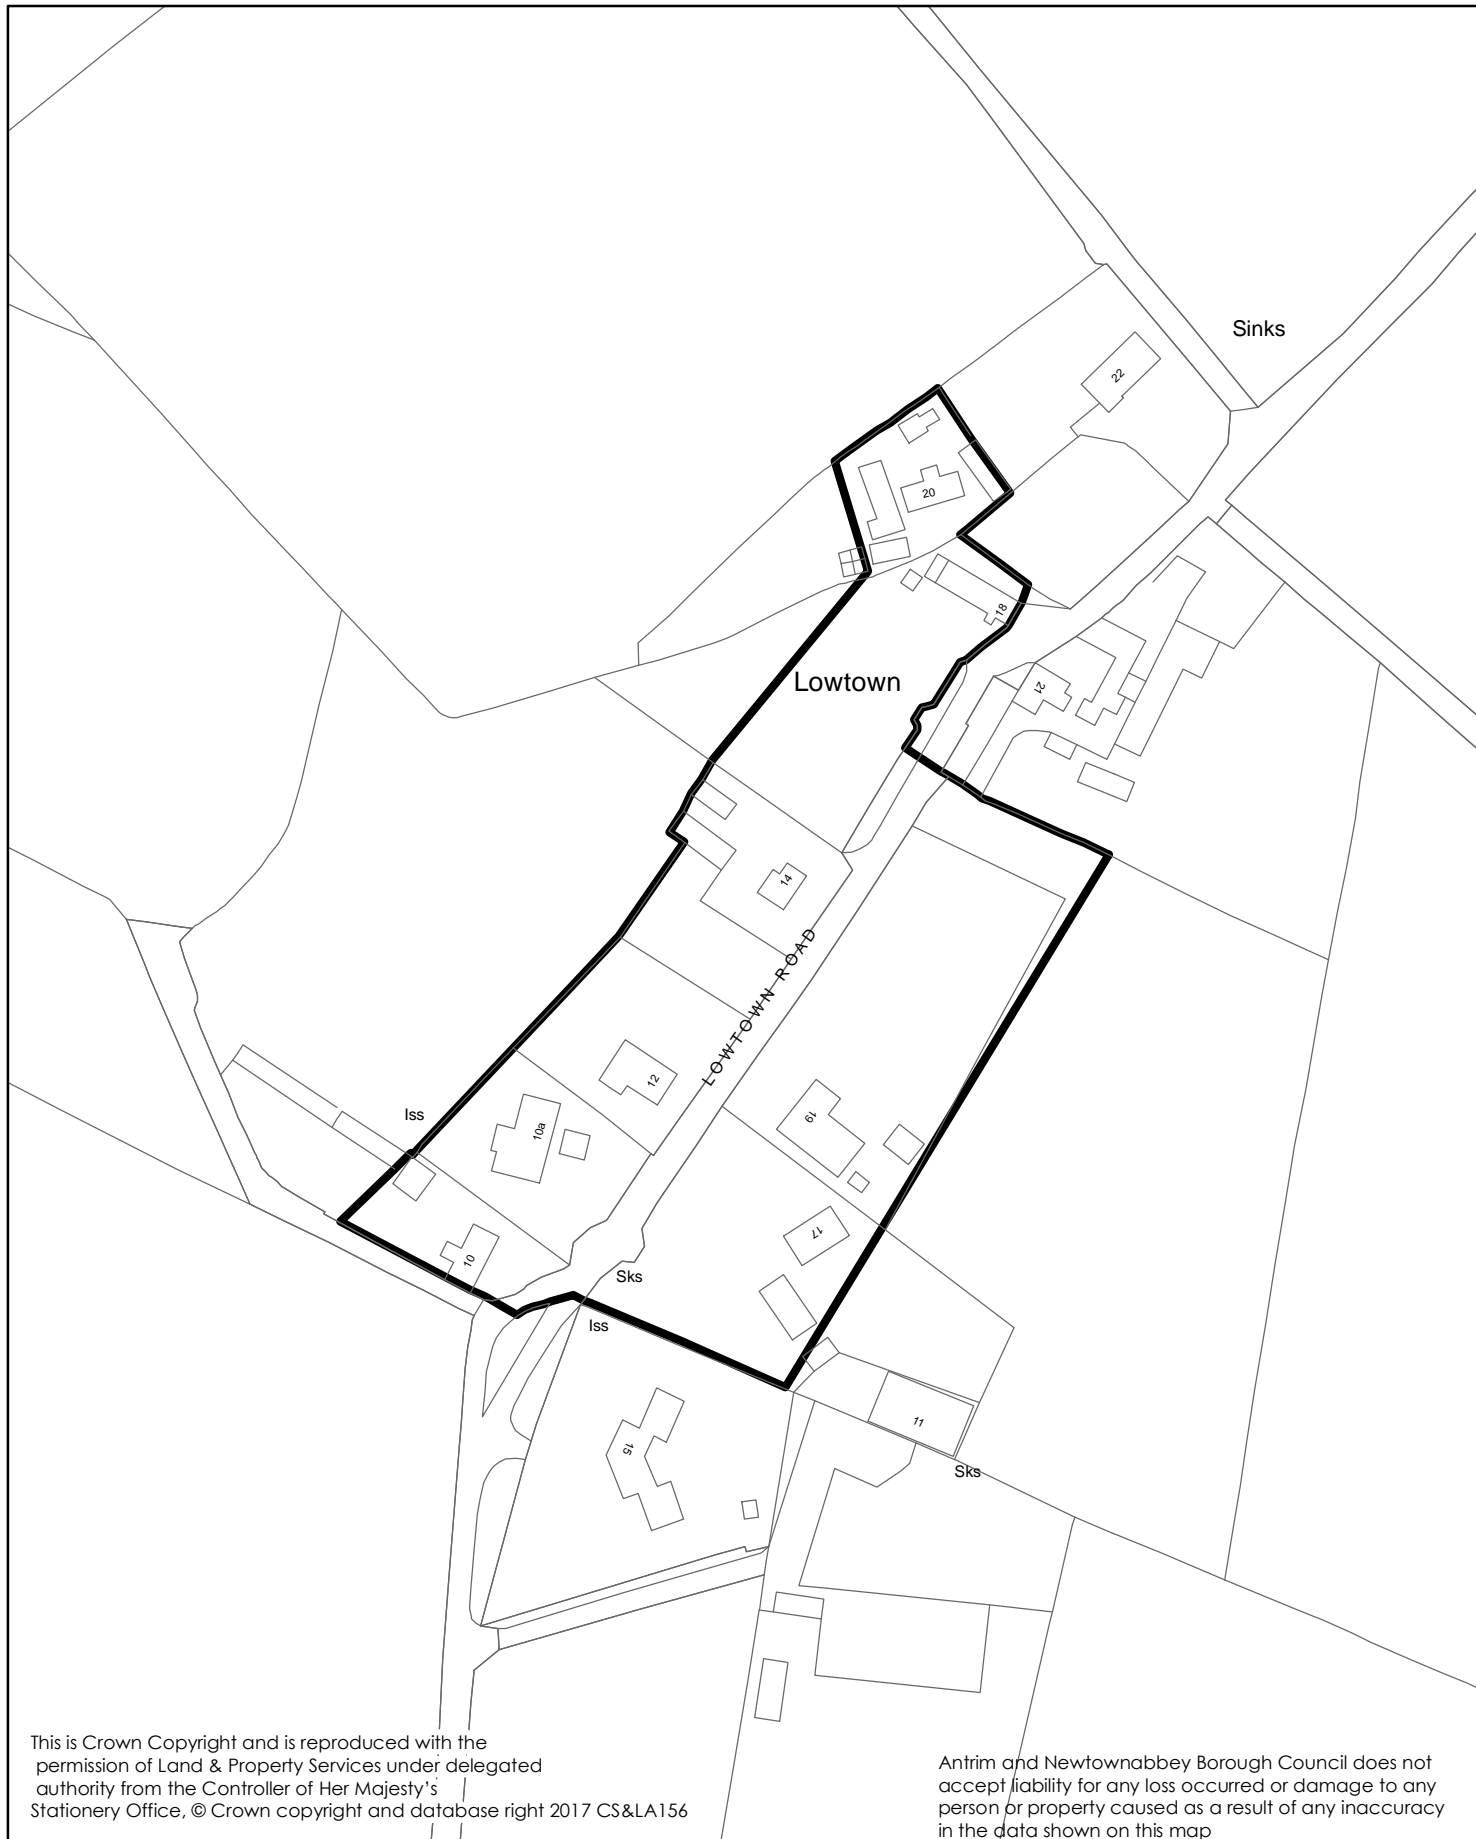 Sinks
22
20
18
Lowtown
21
14
LOWTOWN ROAD
12
Iss
10a
19
17
10
Sks
Iss
11
15
Sks
This is Crown Copyright and is reproduced with the
permission of Land & Property Services under delegated
authority from the Controller of Her Majesty's
Stationery Office, © Crown copyright and database right 2017 CS&LA156
Antrim and Newtownabbey Borough Council does not
accept liability for any loss occurred or damage to any
person or property caused as a result of any inaccuracy
in the data shown on this map